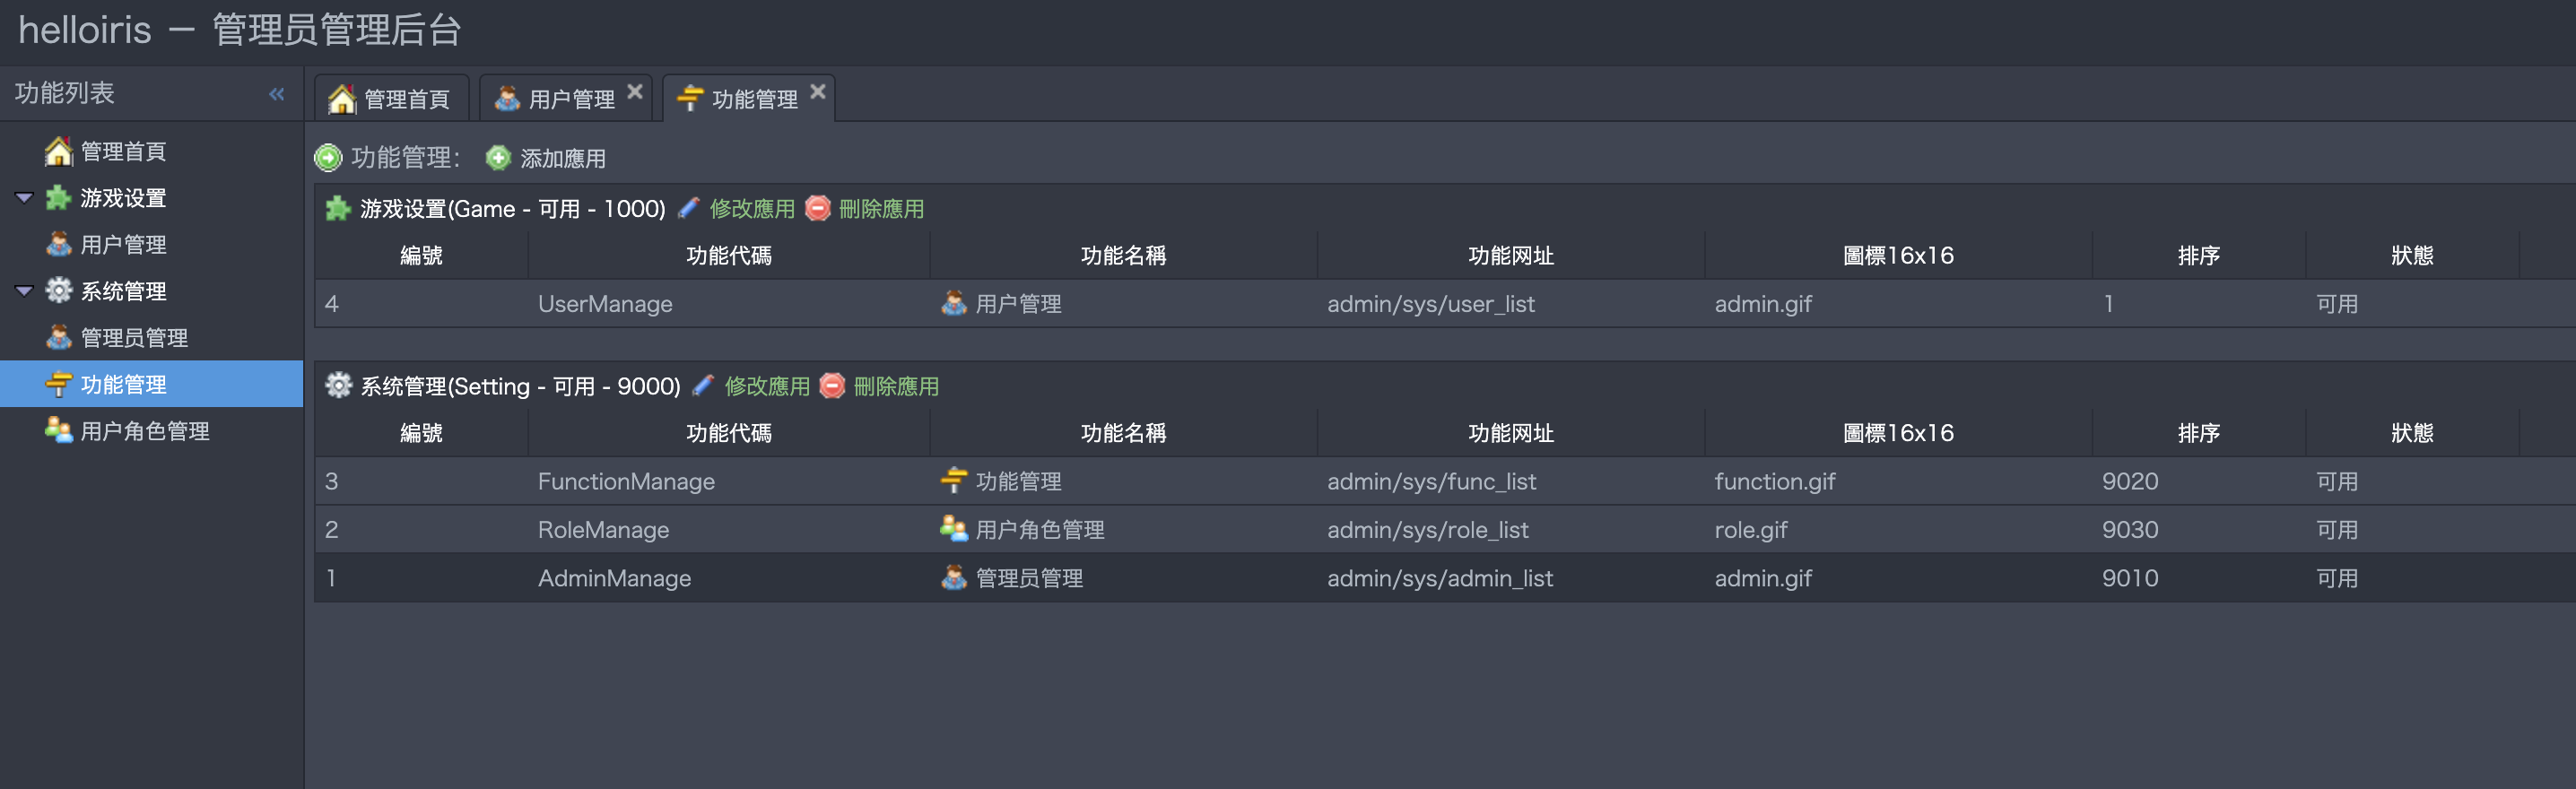 helloiris － 管理员管理后台
功能列表 «
管理首頁
游戏设置
用户管理
系统管理
管理员管理
功能管理
用户角色管理
管理首頁 用户管理 功能管理
功能管理： 添加應用
游戏设置(Game - 可用 - 1000) 修改應用 刪除應用
編號 功能代碼 功能名稱 功能网址 圖標16x16 排序 狀態
4 UserManage 用户管理 admin/sys/user_list admin.gif 1 可用
系统管理(Setting - 可用 - 9000) 修改應用 刪除應用
編號 功能代碼 功能名稱 功能网址 圖標16x16 排序 狀態
3 FunctionManage 功能管理 admin/sys/func_list function.gif 9020 可用
2 RoleManage 用户角色管理 admin/sys/role_list role.gif 9030 可用
1 AdminManage 管理员管理 admin/sys/admin_list admin.gif 9010 可用